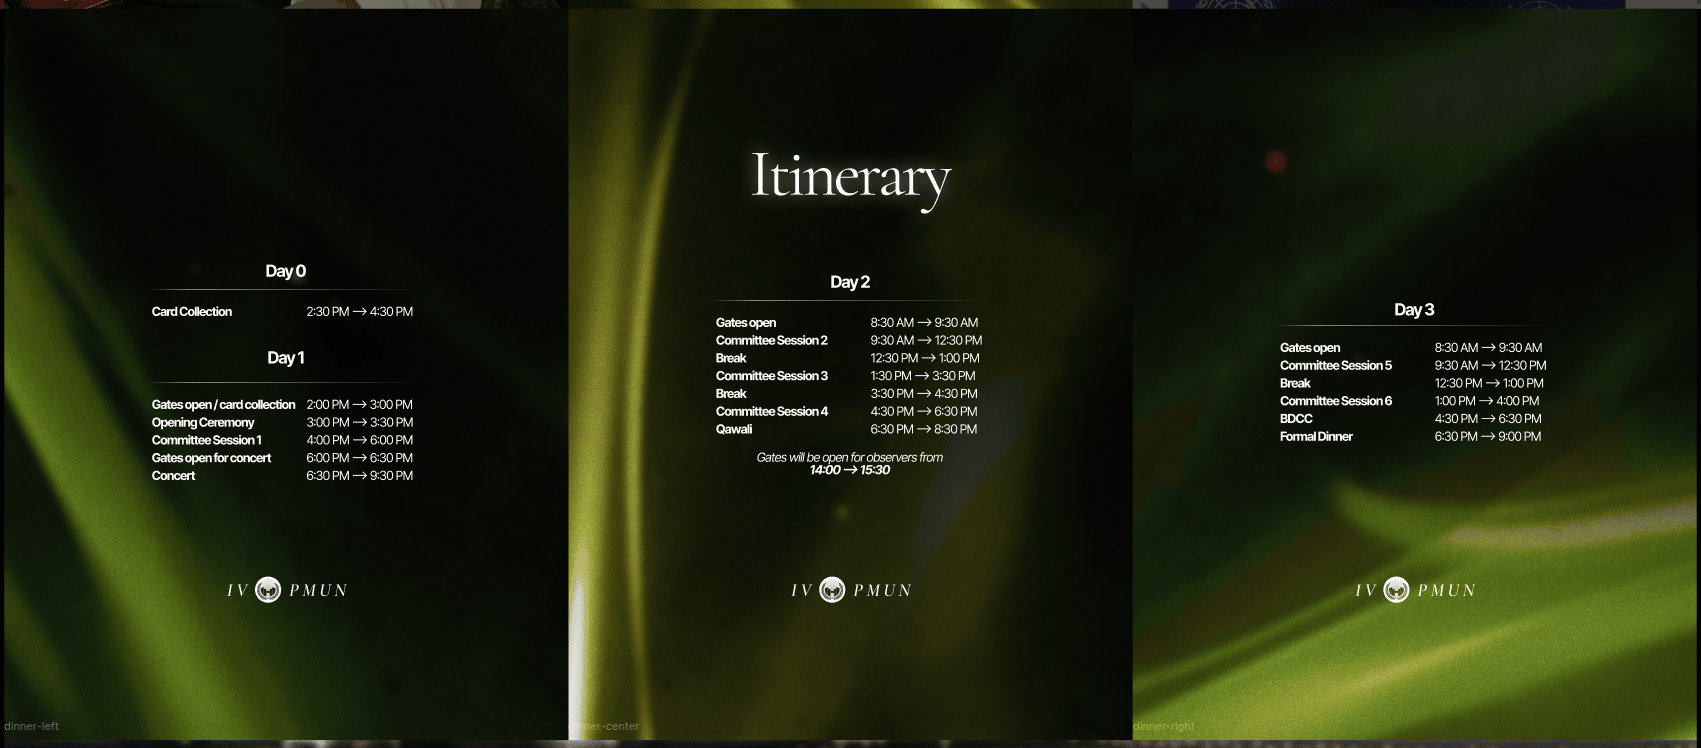 Day 0
Card Collection 2:30 PM → 4:30 PM
Day 1
Gates open / card collection 2:00 PM → 3:00 PM
Opening Ceremony 3:00 PM → 3:30 PM
Committee Session 1 4:00 PM → 6:00 PM
Gates open for concert 6:00 PM → 6:30 PM
Concert 6:30 PM → 9:30 PM
IV PMUN
dinner-left
Itinerary
Day 2
Gates open 8:30 AM → 9:30 AM
Committee Session 2 9:30 AM → 12:30 PM
Break 12:30 PM → 1:00 PM
Committee Session 3 1:30 PM → 3:30 PM
Break 3:30 PM → 4:30 PM
Committee Session 4 4:30 PM → 6:30 PM
Qawali 6:30 PM → 8:30 PM
Gates will be open for observers from
14:00 → 15:30
IV PMUN
dinner-center
Day 3
Gates open 8:30 AM → 9:30 AM
Committee Session 5 9:30 AM → 12:30 PM
Break 12:30 PM → 1:00 PM
Committee Session 6 1:00 PM → 4:00 PM
BDCC 4:30 PM → 6:30 PM
Formal Dinner 6:30 PM → 9:00 PM
IV PMUN
dinner-right